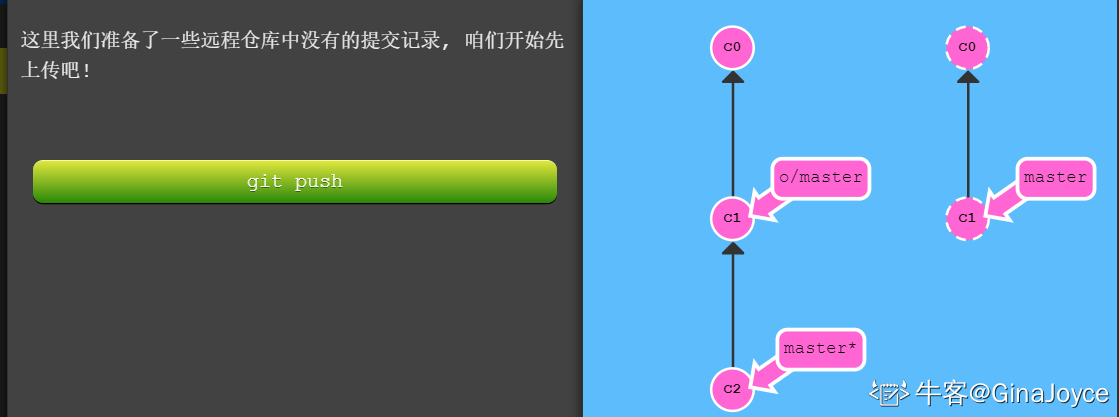 这里我们准备了一些远程仓库中没有的提交记录, 咱们开始先
上传吧!
git push
c0
c0
o/master
master
c1
c1
master*
c2
牛客@GinaJoyce